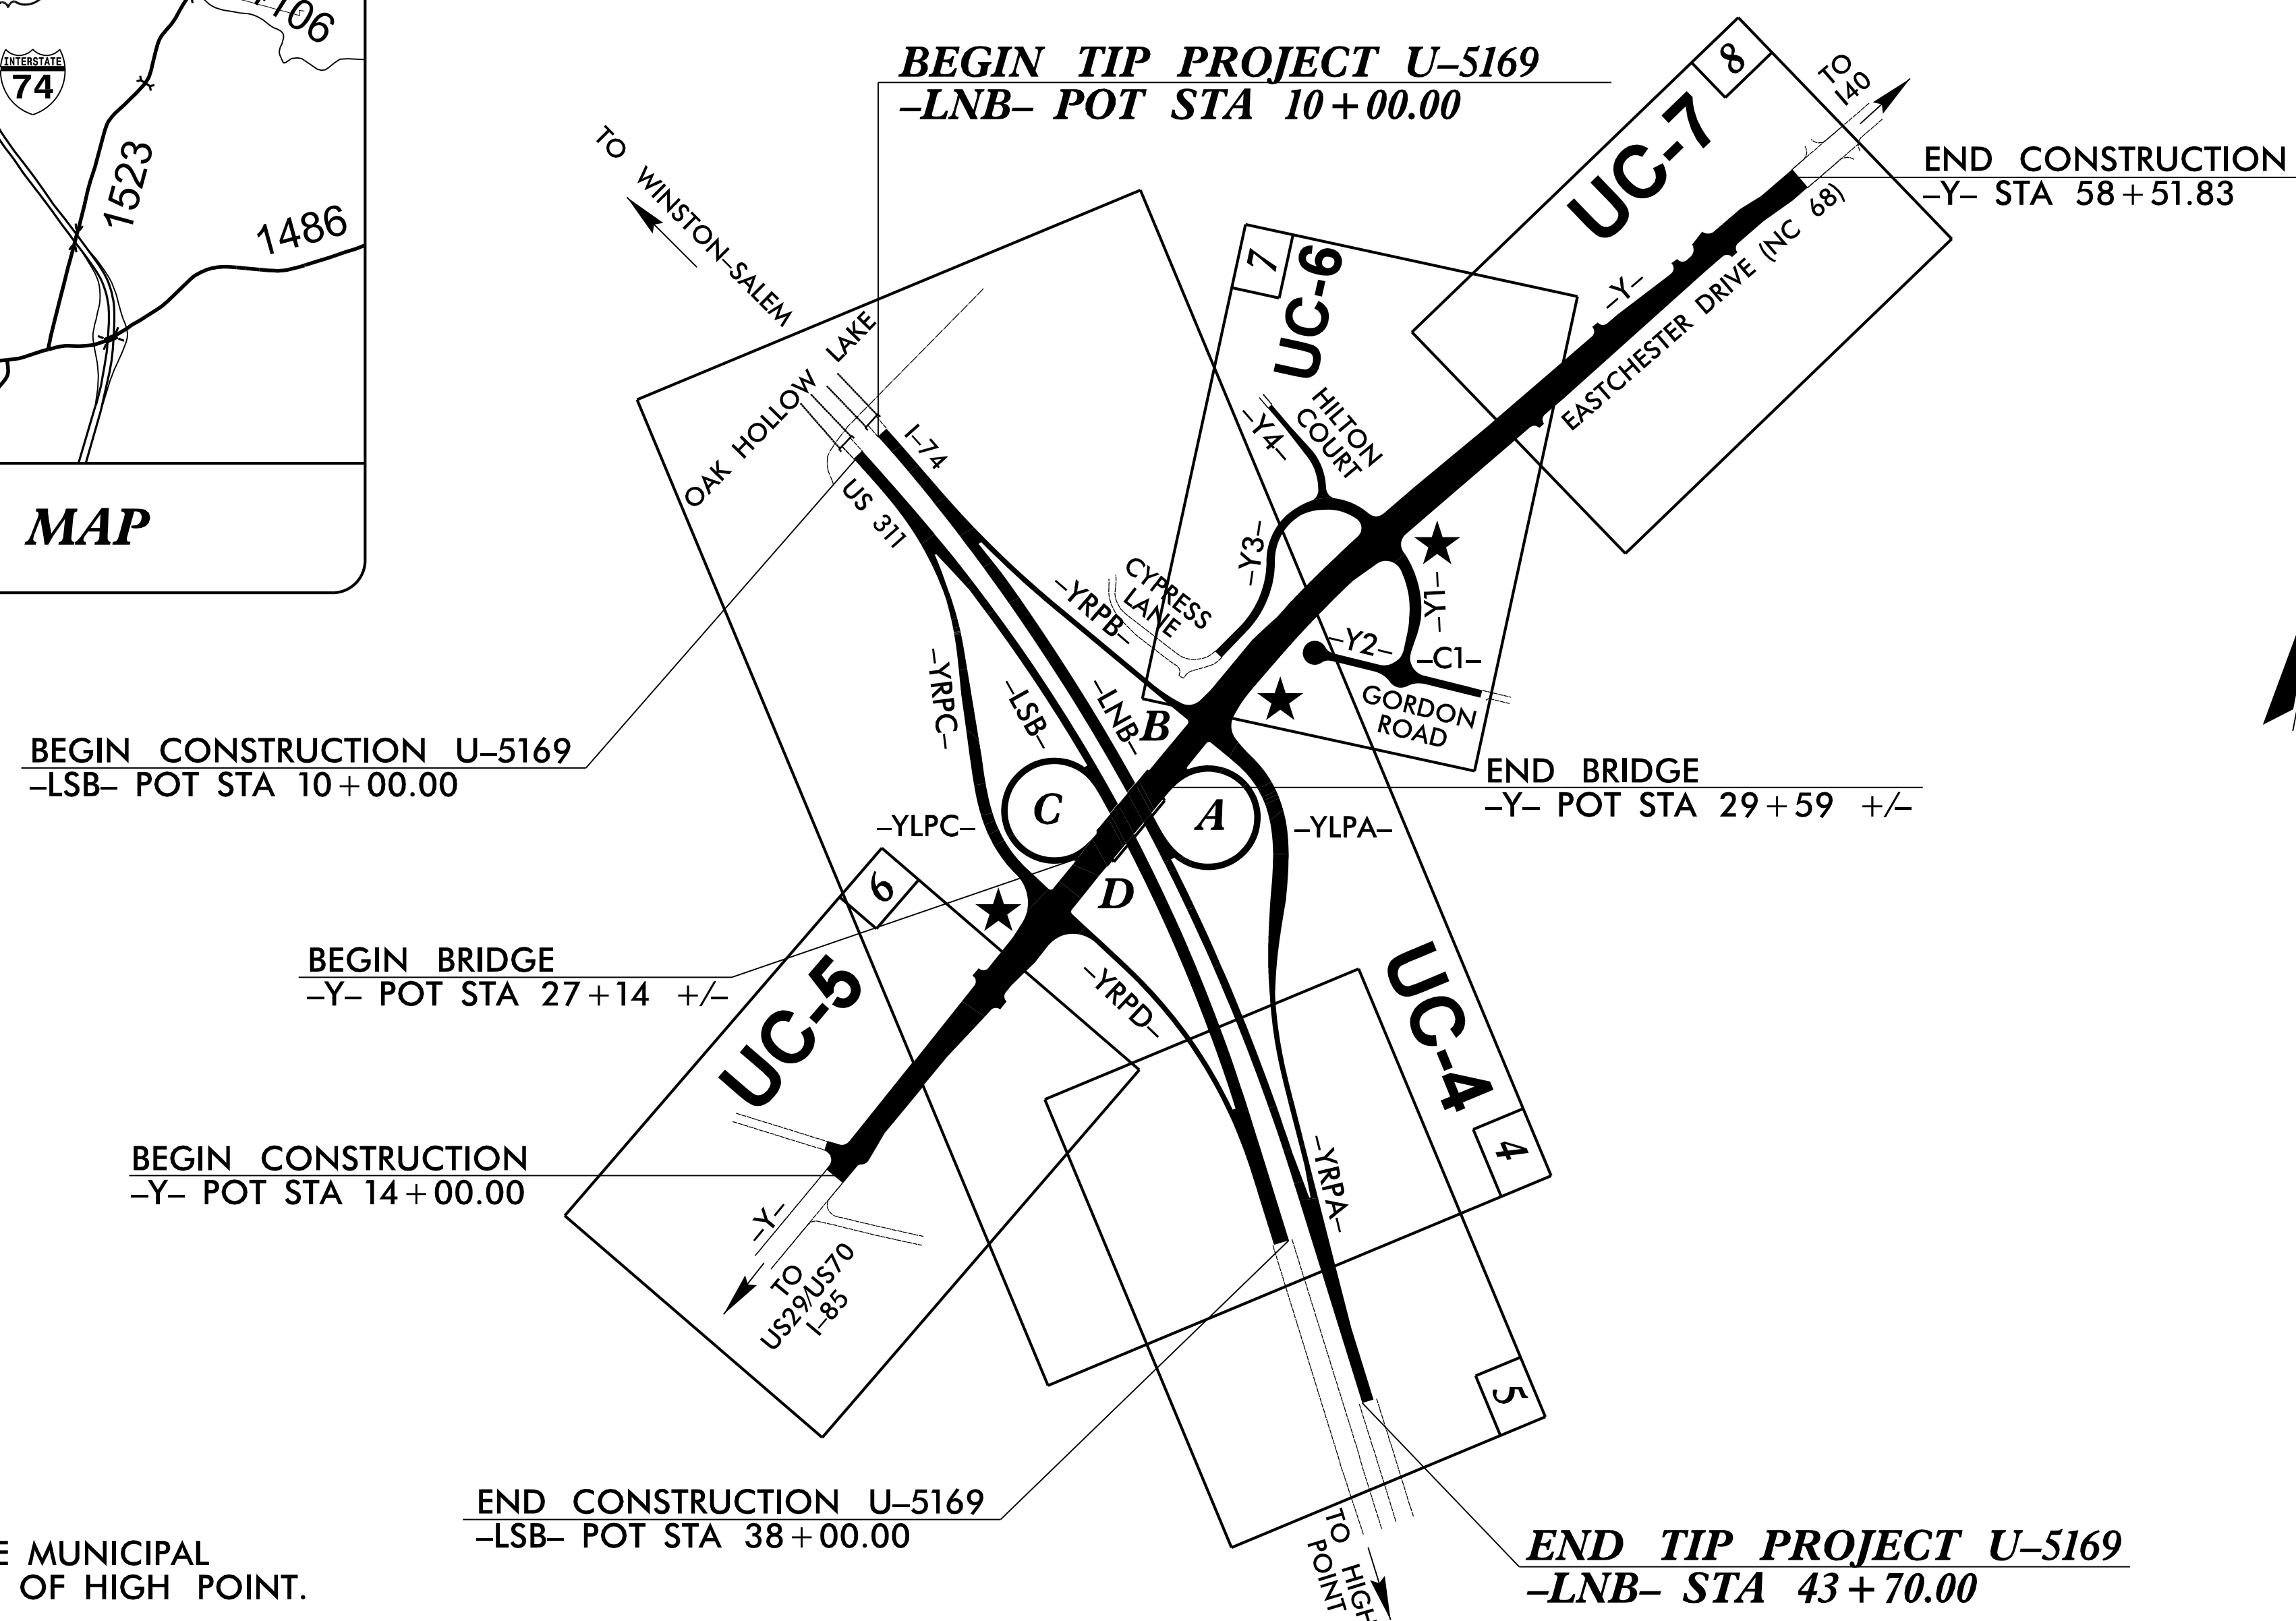 1106
INTERSTATE
74
1523
1486
MAP
BEGIN TIP PROJECT U–5169
–LNB– POT STA 10+00.00
TO WINSTON–SALEM
OAK HOLLOW LAKE
I–74
US 311
8
UC-7
TO
I40
END CONSTRUCTION
–Y– STA 58+51.83
–Y–
EASTCHESTER DRIVE (NC 68)
7
UC-6
–Y4–
HILTON
COURT
–Y3–
CYPRESS
LANE
–YRPB–
–Y1–
–Y2–
–C1–
GORDON
ROAD
–YRPC–
–LSB–
–LNB–
B
BEGIN CONSTRUCTION U–5169
–LSB– POT STA 10+00.00
END BRIDGE
–Y– POT STA 29+59 +/–
–YLPC–
C
A
–YLPA–
D
6
BEGIN BRIDGE
–Y– POT STA 27+14 +/–
UC-5
–YRPD–
UC-4
4
BEGIN CONSTRUCTION
–Y– POT STA 14+00.00
–YRPA–
–Y–
TO
US29/US70
I–85
5
END CONSTRUCTION U–5169
–LSB– POT STA 38+00.00
TO HIGH
POINT
END TIP PROJECT U–5169
–LNB– STA 43+70.00
E MUNICIPAL
OF HIGH POINT.